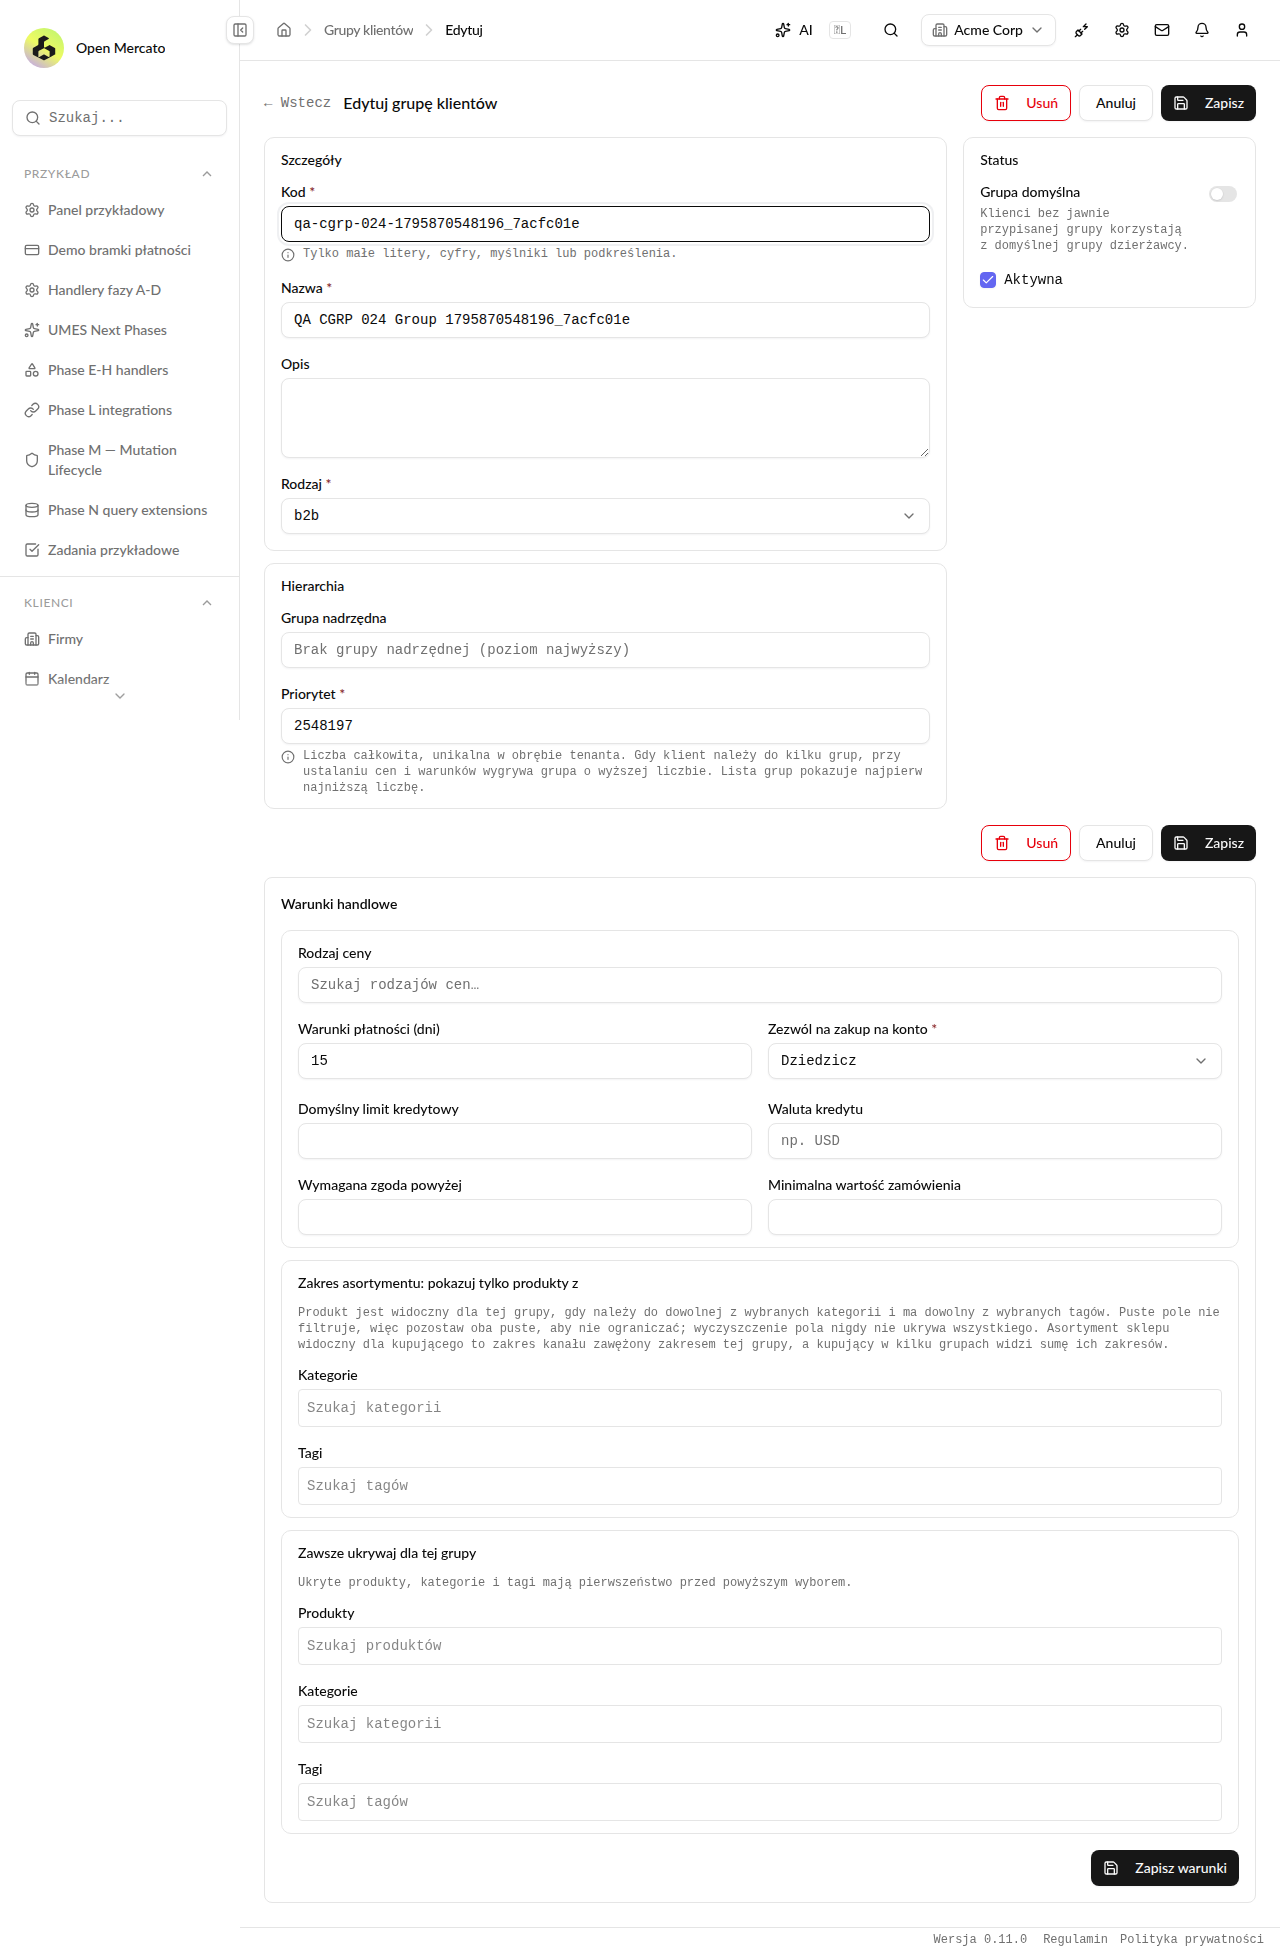 Open Mercato
Szukaj...
PRZYKŁAD
Panel przykładowy
Demo bramki płatności
Handlery fazy A-D
UMES Next Phases
Phase E-H handlers
Phase L integrations
Phase M — Mutation
Lifecycle
Phase N query extensions
Zadania przykładowe
KLIENCI
Firmy
Kalendarz
Grupy klientów
Edytuj
AI
L
Acme Corp
← Wstecz
Edytuj grupę klientów
Usuń
Anuluj
Zapisz
Szczegóły
Kod *
qa-cgrp-024-1795870548196_7acfc01e
Tylko małe litery, cyfry, myślniki lub podkreślenia.
Nazwa *
QA CGRP 024 Group 1795870548196_7acfc01e
Opis
Rodzaj *
b2b
Status
Grupa domyślna
Klienci bez jawnie
przypisanej grupy korzystają
z domyślnej grupy dzierżawcy.
Aktywna
Hierarchia
Grupa nadrzędna
Brak grupy nadrzędnej (poziom najwyższy)
Priorytet *
2548197
Liczba całkowita, unikalna w obrębie tenanta. Gdy klient należy do kilku grup, przy
ustalaniu cen i warunków wygrywa grupa o wyższej liczbie. Lista grup pokazuje najpierw
najniższą liczbę.
Usuń
Anuluj
Zapisz
Warunki handlowe
Rodzaj ceny
Szukaj rodzajów cen…
Warunki płatności (dni)
15
Zezwól na zakup na konto *
Dziedzicz
Domyślny limit kredytowy
Waluta kredytu
np. USD
Wymagana zgoda powyżej
Minimalna wartość zamówienia
Zakres asortymentu: pokazuj tylko produkty z
Produkt jest widoczny dla tej grupy, gdy należy do dowolnej z wybranych kategorii i ma dowolny z wybranych tagów. Puste pole nie
filtruje, więc pozostaw oba puste, aby nie ograniczać; wyczyszczenie pola nigdy nie ukrywa wszystkiego. Asortyment sklepu
widoczny dla kupującego to zakres kanału zawężony zakresem tej grupy, a kupujący w kilku grupach widzi sumę ich zakresów.
Kategorie
Szukaj kategorii
Tagi
Szukaj tagów
Zawsze ukrywaj dla tej grupy
Ukryte produkty, kategorie i tagi mają pierwszeństwo przed powyższym wyborem.
Produkty
Szukaj produktów
Kategorie
Szukaj kategorii
Tagi
Szukaj tagów
Zapisz warunki
Wersja 0.11.0
Regulamin
Polityka prywatności